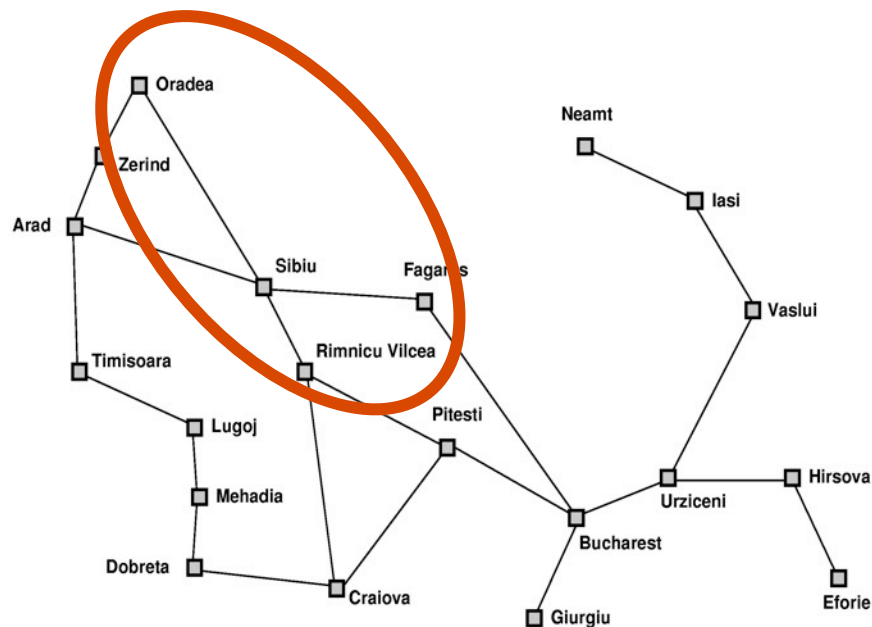 Oradea
Neamt
Zerind
Iasi
Arad
Sibiu
Fagaras
Vaslui
Timisoara
Rimnicu Vilcea
Lugoj
Pitesti
Hirsova
Mehadia
Urziceni
Bucharest
Dobreta
Craiova
Eforie
Giurgiu